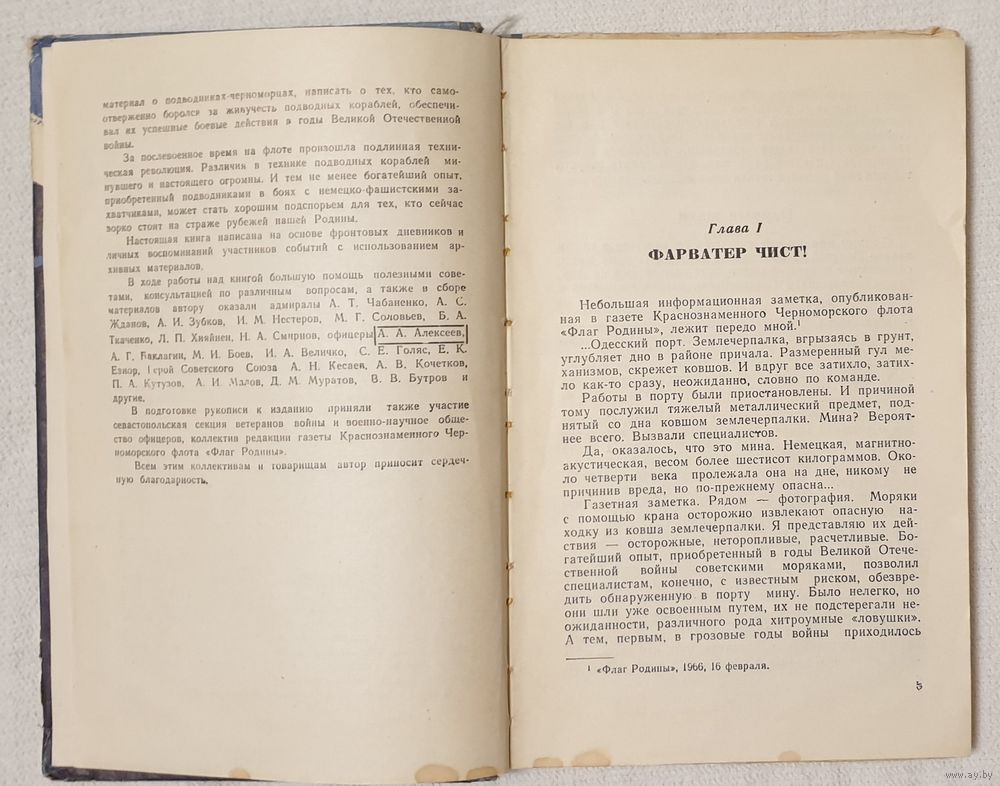 материал о подводниках-черноморцах, написать о тех, кто само-
отверженно боролся за живучесть подводных кораблей, обеспечи-
вал их успешные боевые действия в годы Великой Отечественной
войны.
За послевоенное время на флоте произошла подлинная техни-
ческая революция. Различия в технике подводных кораблей ми-
нувшего и настоящего огромны. И тем не менее богатейший опыт,
приобретенный подводниками в боях с немецко-фашистскими за-
хватчиками, может стать хорошим подспорьем для тех, кто сейчас
зорко стоит на страже рубежей нашей Родины.
Настоящая книга написана на основе фронтовых дневников и
личных воспоминаний участников событий с использованием ар-
хивных материалов.
В ходе работы над книгой большую помощь полезными сове-
тами, консультацией по различным вопросам, а также в сборе
материалов автору оказали адмиралы А. Т. Чабаненко, А. С.
Жданов, А. И. Зубков, И. М. Нестеров, М. Г. Соловьев, Б. А.
Ткаченко, Л. П. Хияйнен, Н. А. Смирнов, офицеры А. А. Алексеев,
А. Г. Баклагин, М. И. Боев, И. А. Величко, С. Е. Голяс, Е. К.
Езиор, Герой Советского Союза А. Н. Кесаев, А. В. Кочетков,
П. А. Кутузов, А. И. Малов, Д. М. Муратов, В. В. Бутров и
другие.
В подготовке рукописи к изданию приняли также участие
севастопольская секция ветеранов войны и военно-научное обще-
ство офицеров, коллектив редакции газеты Краснознаменного Чер-
номорского флота «Флаг Родины».
Всем этим коллективам и товарищам автор приносит сердеч-
ную благодарность.
Глава I
ФАРВАТЕР ЧИСТ!
Небольшая информационная заметка, опубликован-
ная в газете Краснознаменного Черноморского флота
«Флаг Родины», лежит передо мной.¹
...Одесский порт. Землечерпалка, вгрызаясь в грунт,
углубляет дно в районе причала. Размеренный гул ме-
ханизмов, скрежет ковшов. И вдруг все затихло, затих-
ло как-то сразу, неожиданно, словно по команде.
Работы в порту были приостановлены. И причиной
тому послужил тяжелый металлический предмет, под-
нятый со дна ковшом землечерпалки. Мина? Вероят-
нее всего. Вызвали специалистов.
Да, оказалось, что это мина. Немецкая, магнитно-
акустическая, весом более шестисот килограммов. Око-
ло четверти века пролежала она на дне, никому не
причинив вреда, но по-прежнему опасна...
Газетная заметка. Рядом — фотография. Моряки
с помощью крана осторожно извлекают опасную на-
ходку из ковша землечерпалки. Я представляю их дей-
ствия — осторожные, неторопливые, расчетливые. Бо-
гатейший опыт, приобретенный в годы Великой Отече-
ственной войны советскими моряками, позволил
специалистам, конечно, с известным риском, обезвре-
дить обнаруженную в порту мину. Было нелегко, но
они шли уже освоенным путем, их не подстерегали не-
ожиданности, различного рода хитроумные «ловушки».
А тем, первым, в грозовые годы войны приходилось
¹ «Флаг Родины», 1966, 16 февраля.
5
www.ay.by